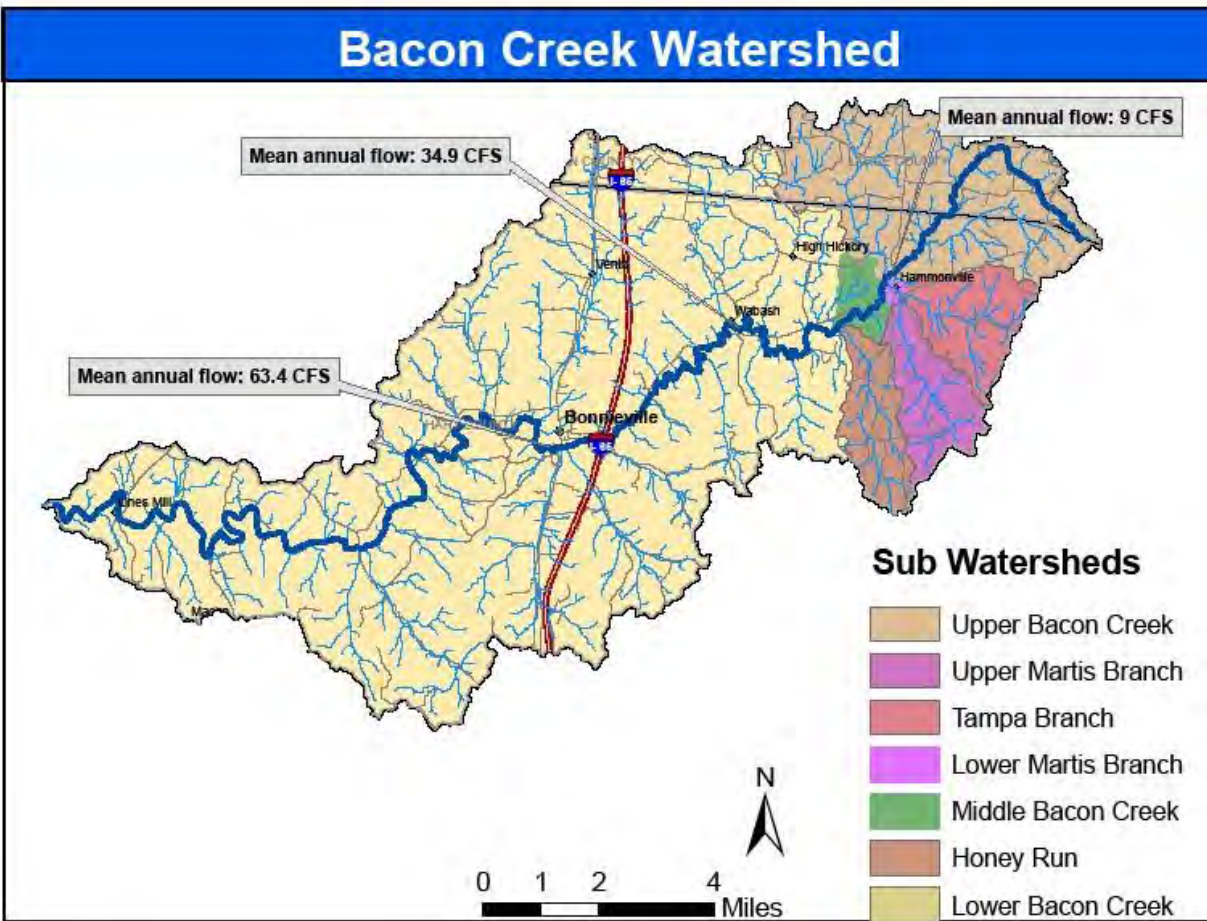 Bacon Creek Watershed
Mean annual flow: 9 CFS
Mean annual flow: 34.9 CFS
I-65
High Hickory
Hammonville
Wabash
Mean annual flow: 63.4 CFS
Bonnieville
I-65
Sub Watersheds
Upper Bacon Creek
Upper Martis Branch
Tampa Branch
Lower Martis Branch
Middle Bacon Creek
Honey Run
Lower Bacon Creek
N
0 1 2 4
Miles